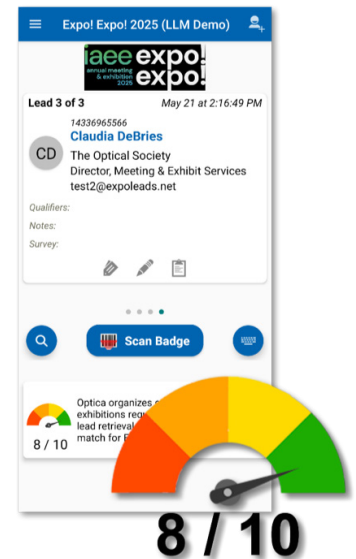 Expo! Expo! 2025 (LLM Demo)
iaee expo!
annual meeting
& exhibition
2025
expo!
Lead 3 of 3 May 21 at 2:16:49 PM
14336965566
CD
Claudia DeBries
The Optical Society
Director, Meeting & Exhibit Services
test2@expoleads.net
Qualifiers:
Notes:
Survey:
Scan Badge
Optica organizes
exhibitions
lead retrieval
match for
8 / 10
8 / 10